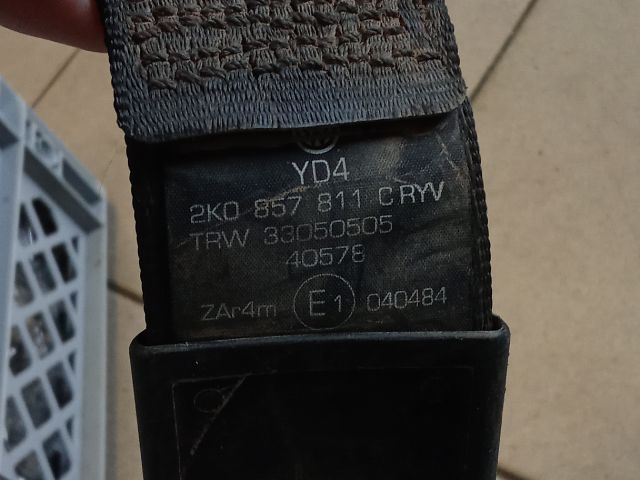 YD4
2K0 857 811 C RYV
TRW 33050505
40578
ZAr4m E1 040484